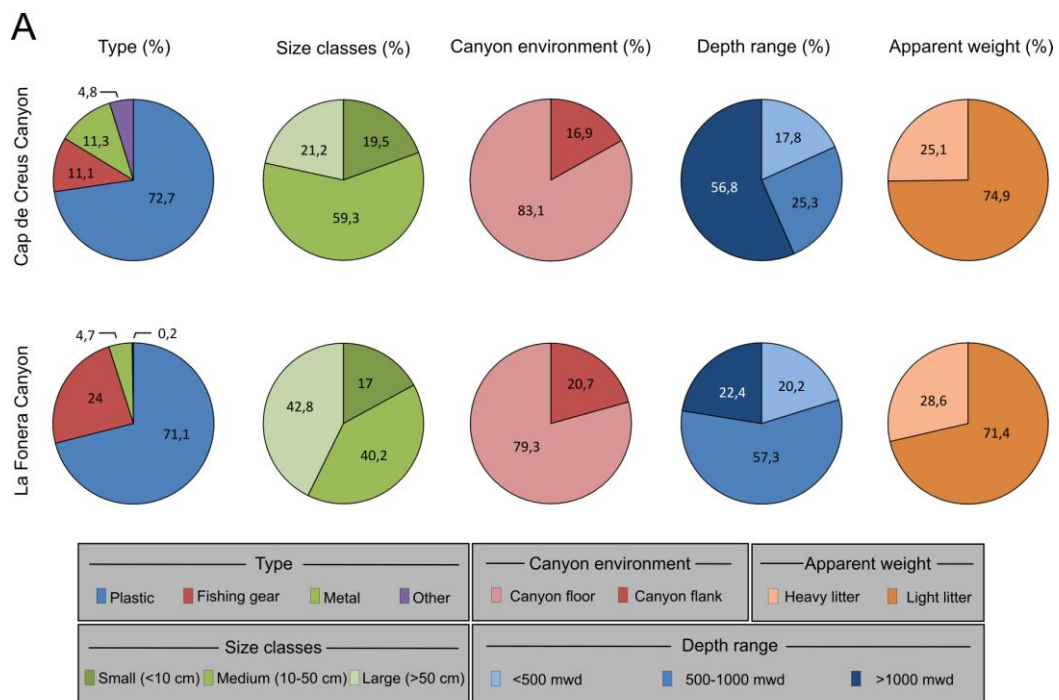 A
Type (%)
Size classes (%)
Canyon environment (%)
Depth range (%)
Apparent weight (%)
Cap de Creus Canyon
4,8
11,3
11,1
72,7
21,2
19,5
59,3
16,9
83,1
17,8
56,8
25,3
25,1
74,9
La Fonera Canyon
4,7
0,2
24
71,1
17
42,8
40,2
20,7
79,3
22,4
20,2
57,3
28,6
71,4
Type
Plastic
Fishing gear
Metal
Other
Canyon environment
Canyon floor
Canyon flank
Apparent weight
Heavy litter
Light litter
Size classes
Small (<10 cm)
Medium (10-50 cm)
Large (>50 cm)
Depth range
<500 mwd
500-1000 mwd
>1000 mwd